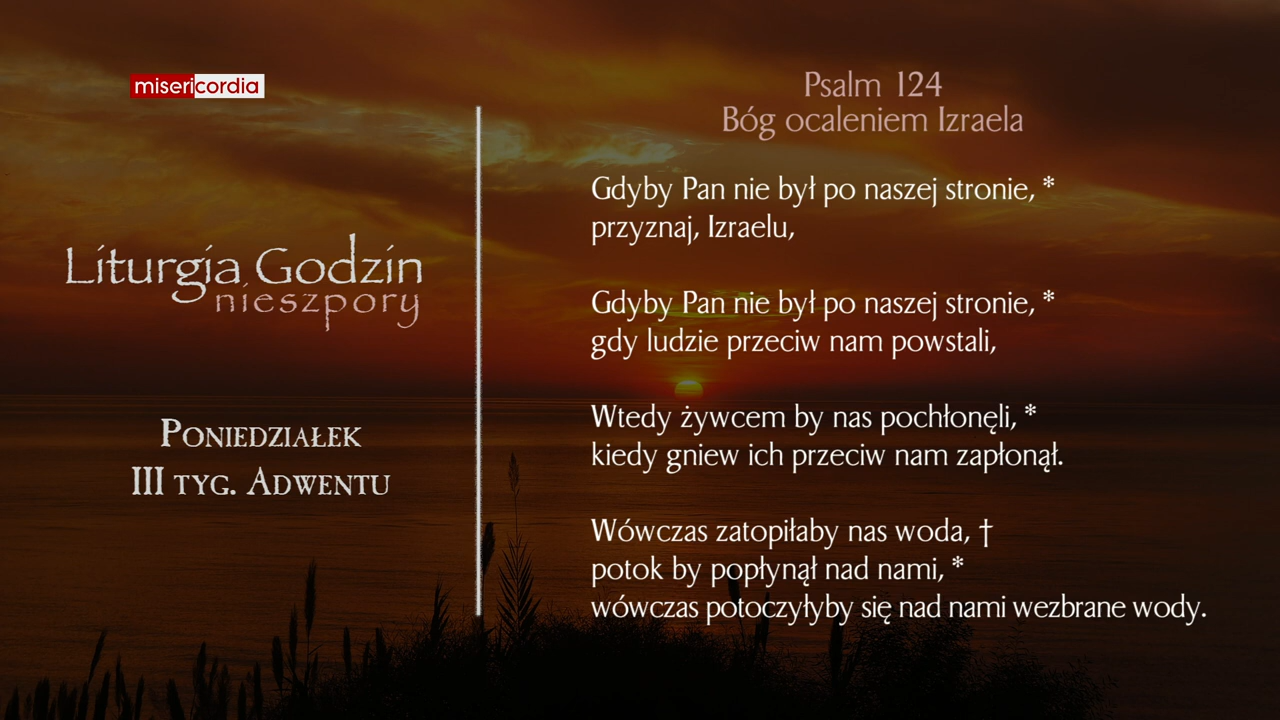 misericordia
Liturgia Godzin
nieszpory
Poniedziałek
III tyg. Adwentu
Psalm 124
Bóg ocaleniem Izraela
Gdyby Pan nie był po naszej stronie, *
przyznaj, Izraelu,
Gdyby Pan nie był po naszej stronie, *
gdy ludzie przeciw nam powstali,
Wtedy żywcem by nas pochłonęli, *
kiedy gniew ich przeciw nam zapłonął.
Wówczas zatopiłaby nas woda, †
potok by popłynął nad nami, *
wówczas potoczyłyby się nad nami wezbrane wody.